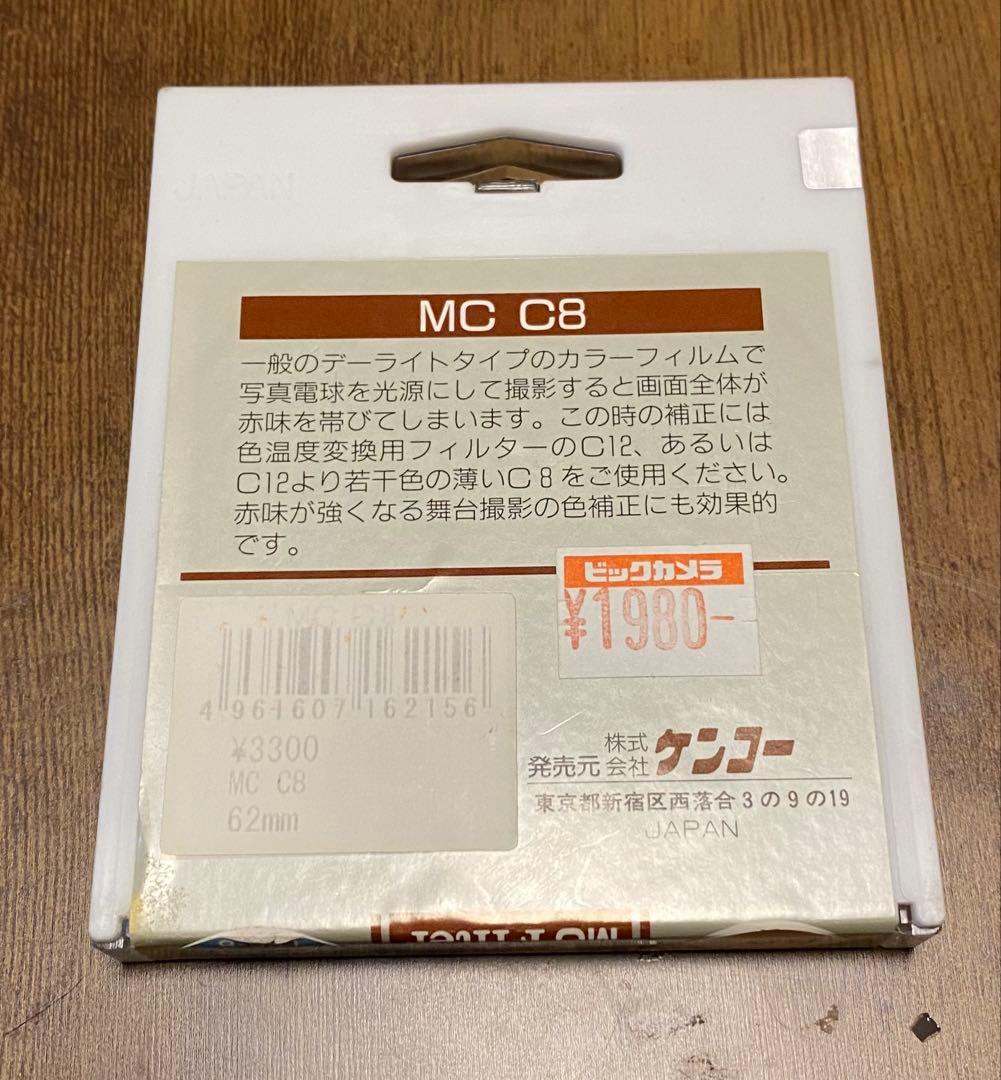 MC C8
一般のデーライトタイプのカラーフィルムで
写真電球を光源にして撮影すると画面全体が
赤味を帯びてしまいます。この時の補正には
色温度変換用フィルターのC12、あるいは
C12より若干色の薄いC8をご使用ください。
赤味が強くなる舞台撮影の色補正にも効果的
です。
ビックカメラ
¥1980-
4961607162156
¥3300
MC C8
62mm
発売元 株式会社 ケンコー
東京都新宿区西落合3の9の19
JAPAN
MC Filter